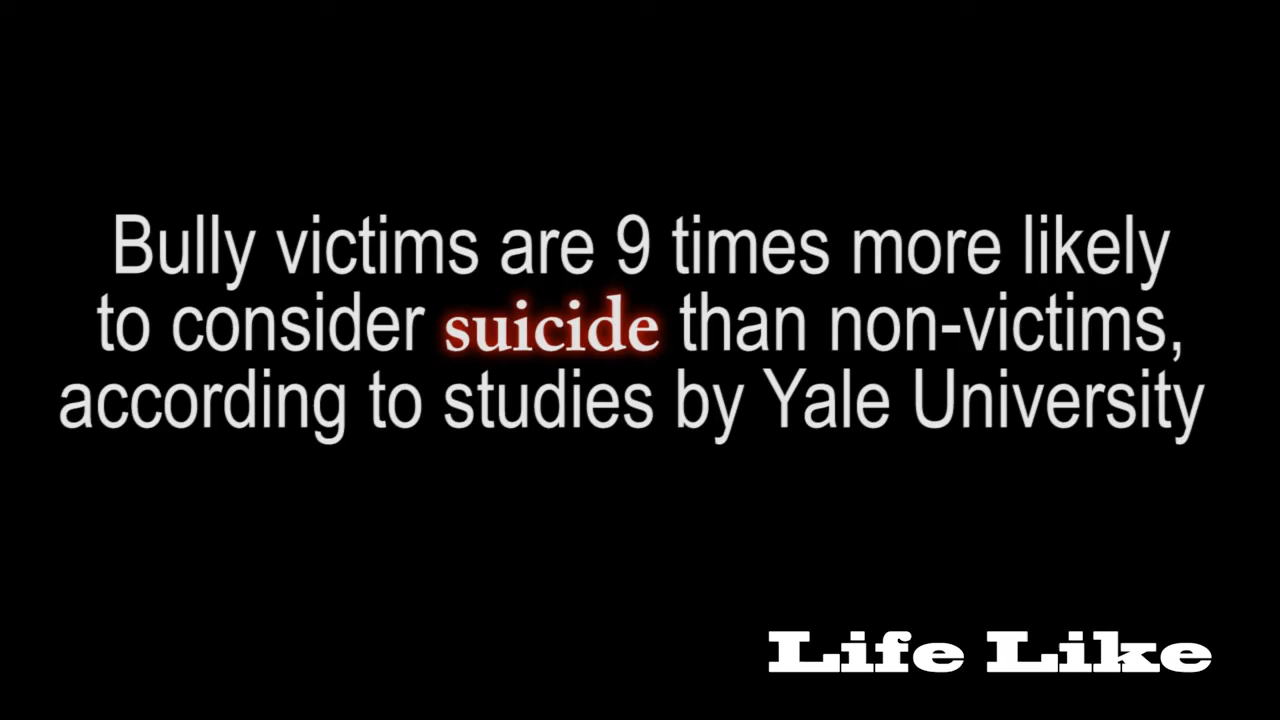 Bully victims are 9 times more likely
to consider suicide than non-victims,
according to studies by Yale University
Life Like